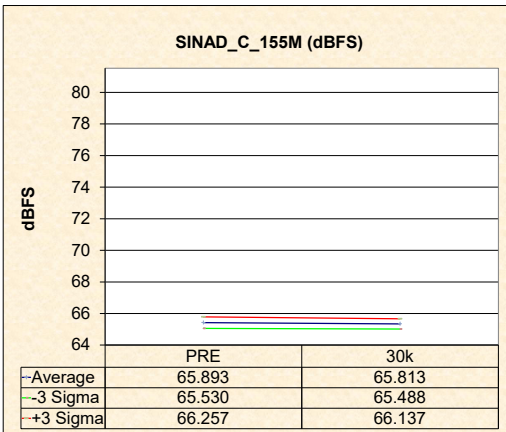 SINAD_C_155M (dBFS)
80
78
76
74
72
70
68
66
64
dBFS
PRE 30k
Average 65.893 65.813
-3 Sigma 65.530 65.488
+3 Sigma 66.257 66.137